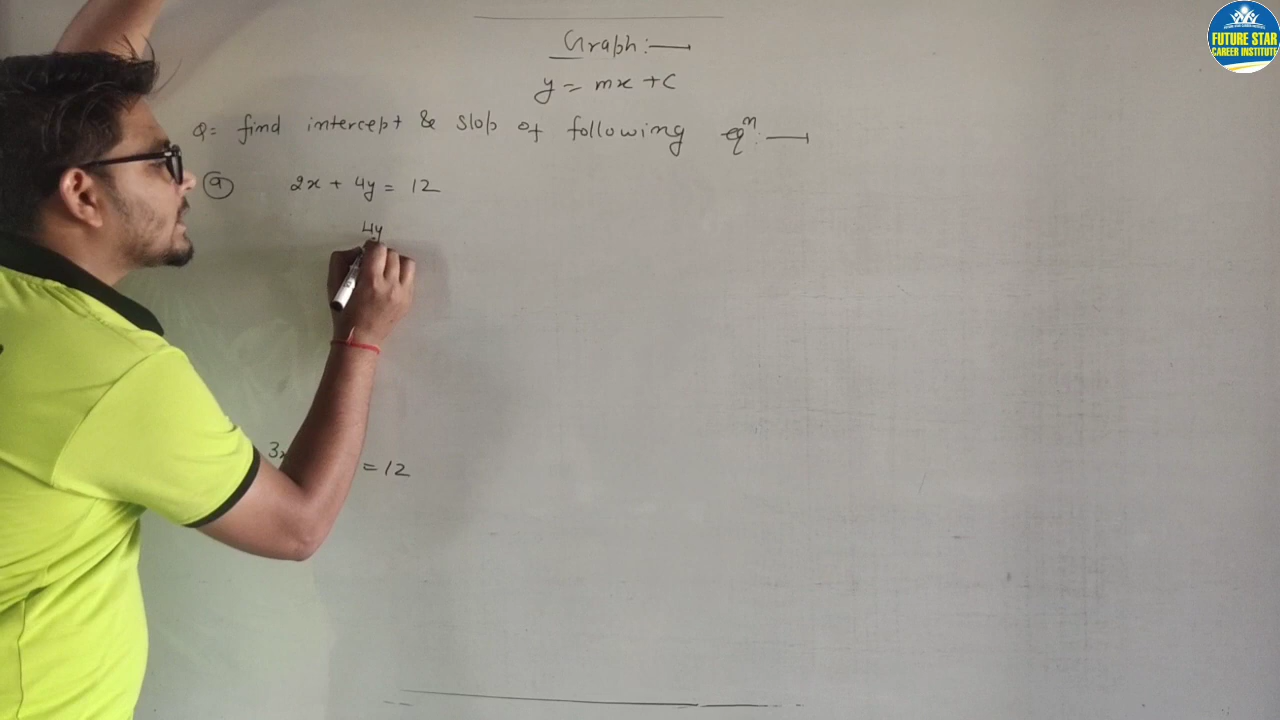 Graph:→
y = mx + c
Q= find intercept & slop of following eqⁿ:→
(a) 2x + 4y = 12
4y
3x = 12
FUTURE STAR
CAREER INSTITUTE